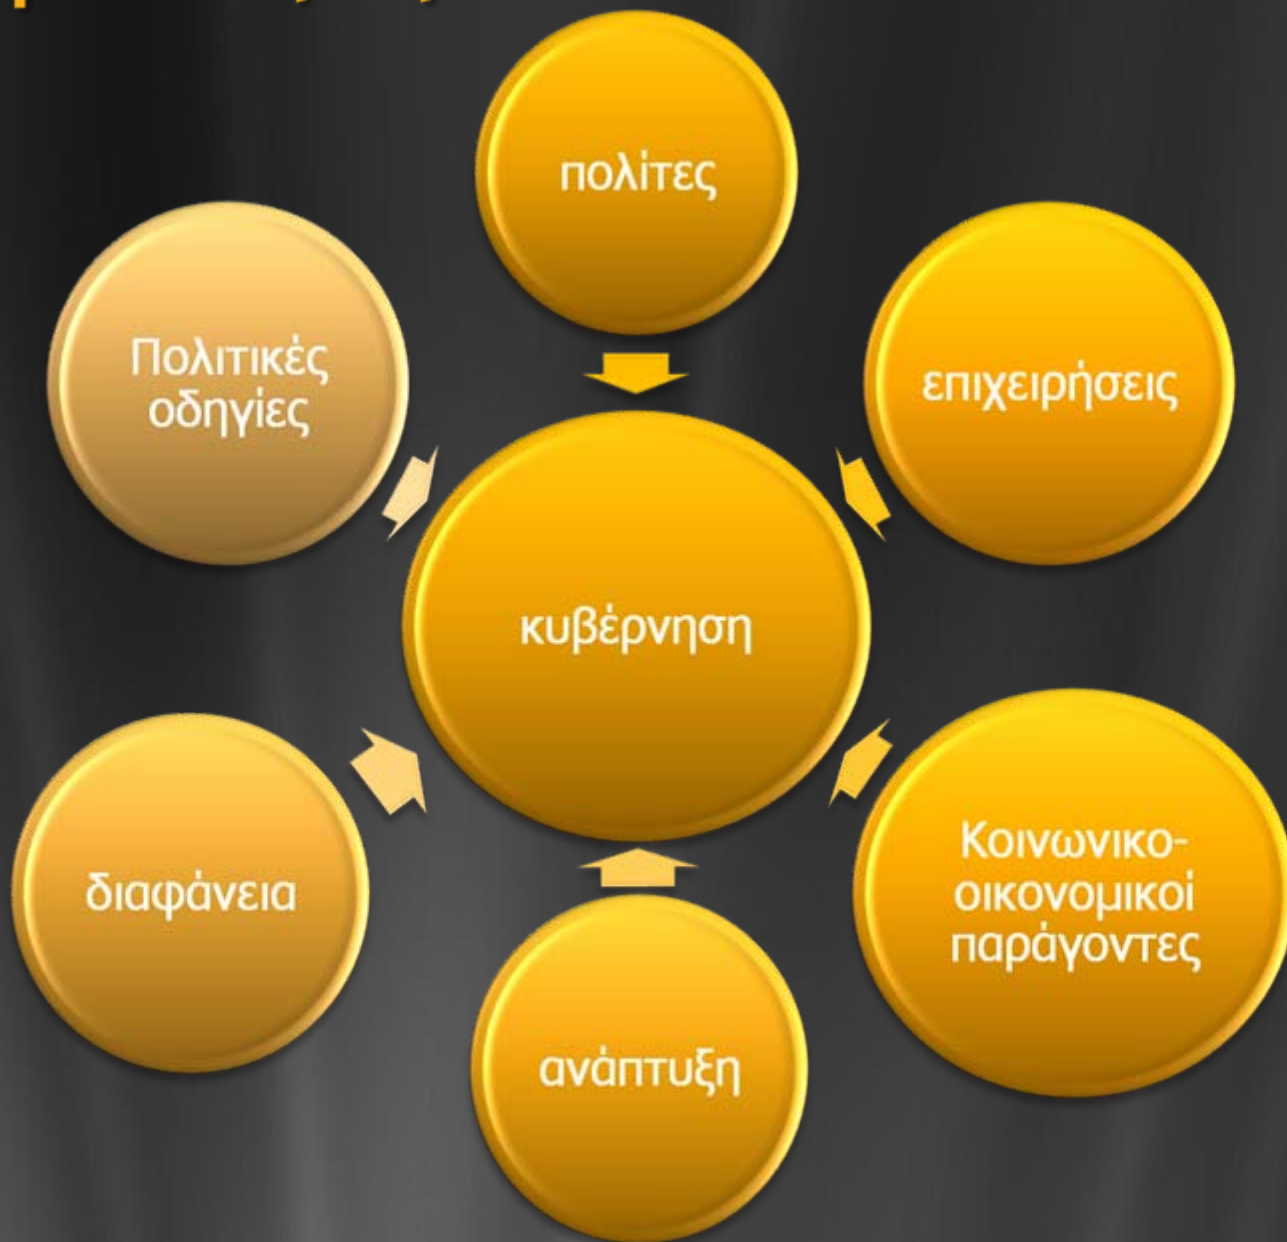 πολίτες
επιχειρήσεις
Κοινωνικο-
οικονομικοί
παράγοντες
ανάπτυξη
διαφάνεια
Πολιτικές
οδηγίες
κυβέρνηση